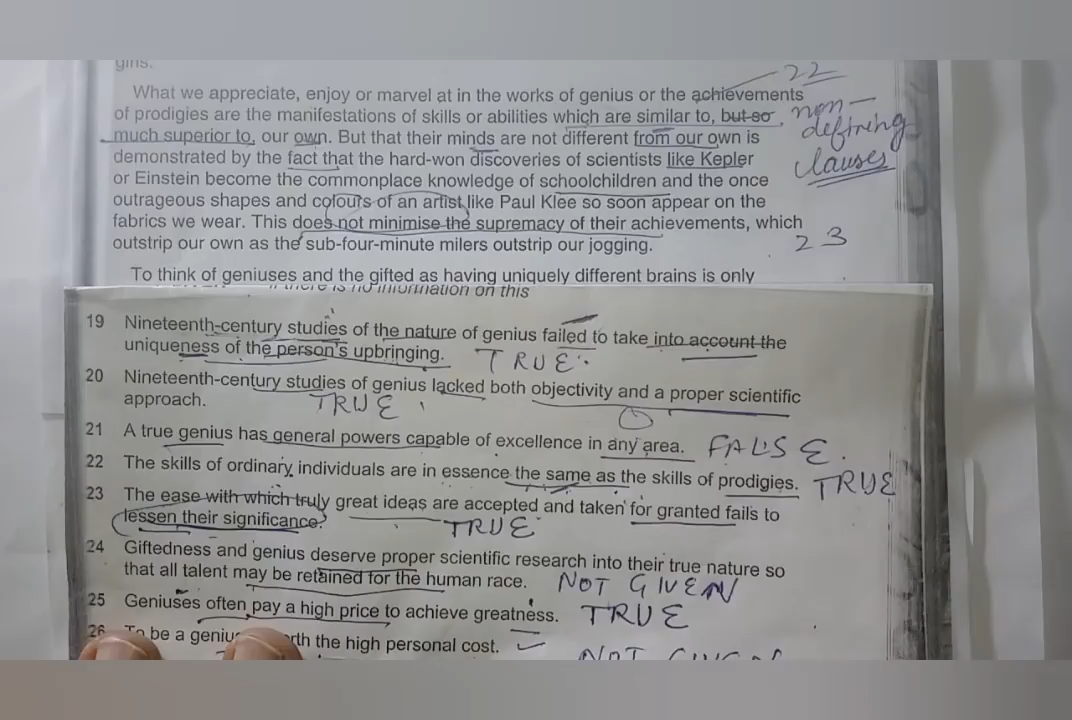 gins.
22
What we appreciate, enjoy or marvel at in the works of genius or the achievements
of prodigies are the manifestations of skills or abilities which are similar to, but so
non-
defining
clauses
much superior to, our own. But that their minds are not different from our own is
demonstrated by the fact that the hard-won discoveries of scientists like Kepler
or Einstein become the commonplace knowledge of schoolchildren and the once
outrageous shapes and colours of an artist like Paul Klee so soon appear on the
fabrics we wear. This does not minimise the supremacy of their achievements, which
outstrip our own as the sub-four-minute milers outstrip our jogging.
23
To think of geniuses and the gifted as having uniquely different brains is only
if there is no information on this
19 Nineteenth-century studies of the nature of genius failed to take into account the
uniqueness of the person's upbringing. TRUE
20 Nineteenth-century studies of genius lacked both objectivity and a proper scientific
approach. TRUE
21 A true genius has general powers capable of excellence in any area. FALSE.
22 The skills of ordinary individuals are in essence the same as the skills of prodigies. TRUE
23 The ease with which truly great ideas are accepted and taken for granted fails to
lessen their significance. TRUE
24 Giftedness and genius deserve proper scientific research into their true nature so
that all talent may be retained for the human race. NOT GIVEN
25 Geniuses often pay a high price to achieve greatness. TRUE
26 To be a genius the high personal cost. NOT GIVEN